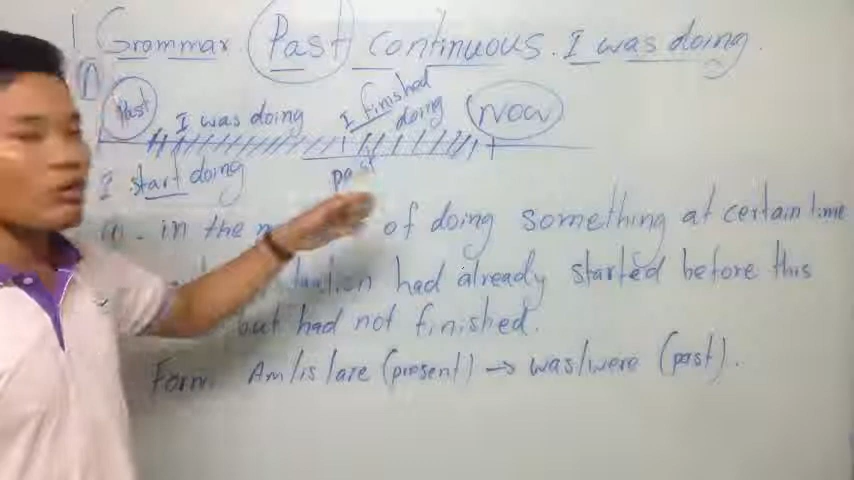 1 Grammar. Past continuous. I was doing.
Past I was doing I finished doing Now
I start doing past
in the of doing something at certain time
had already started before this
but had not finished.
Form. Am/is/are (present) → was/were (past).